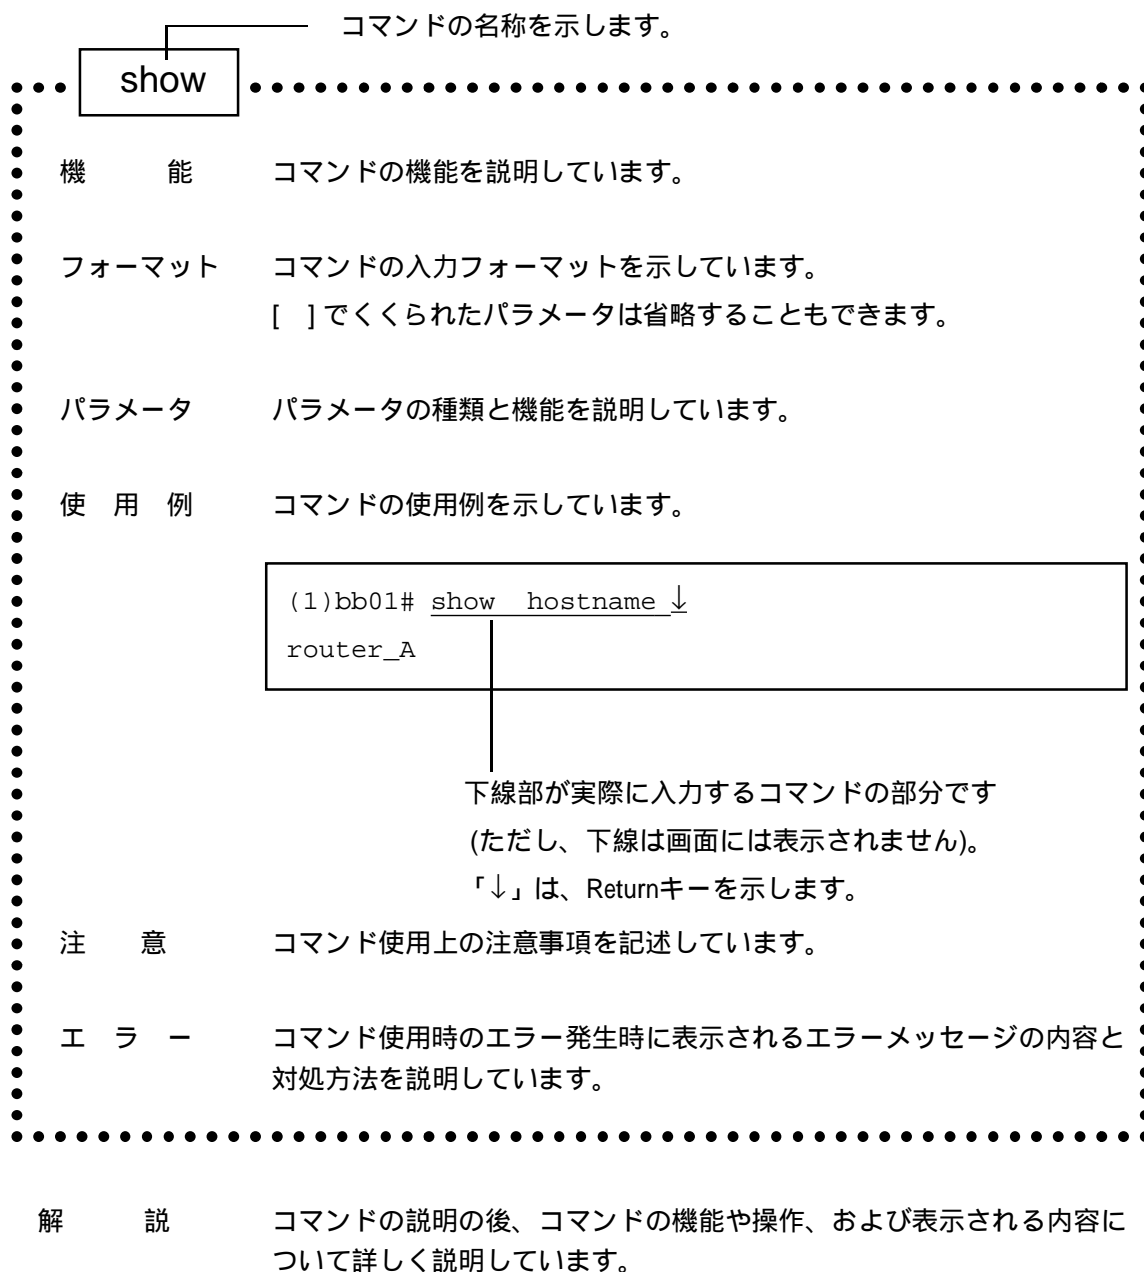 コマンドの名称を示します。
show
機 能 コマンドの機能を説明しています。
フォーマット コマンドの入力フォーマットを示しています。
[ ] でくくられたパラメータは省略することもできます。
パラメータ パラメータの種類と機能を説明しています。
使 用 例 コマンドの使用例を示しています。
(1)bb01# show hostname ↓
router_A
下線部が実際に入力するコマンドの部分です
(ただし、下線は画面には表示されません)。
「↓」は、Returnキーを示します。
注 意 コマンド使用上の注意事項を記述しています。
エ ラ ー コマンド使用時のエラー発生時に表示されるエラーメッセージの内容と
対処方法を説明しています。
解 説 コマンドの説明の後、コマンドの機能や操作、および表示される内容に
ついて詳しく説明しています。